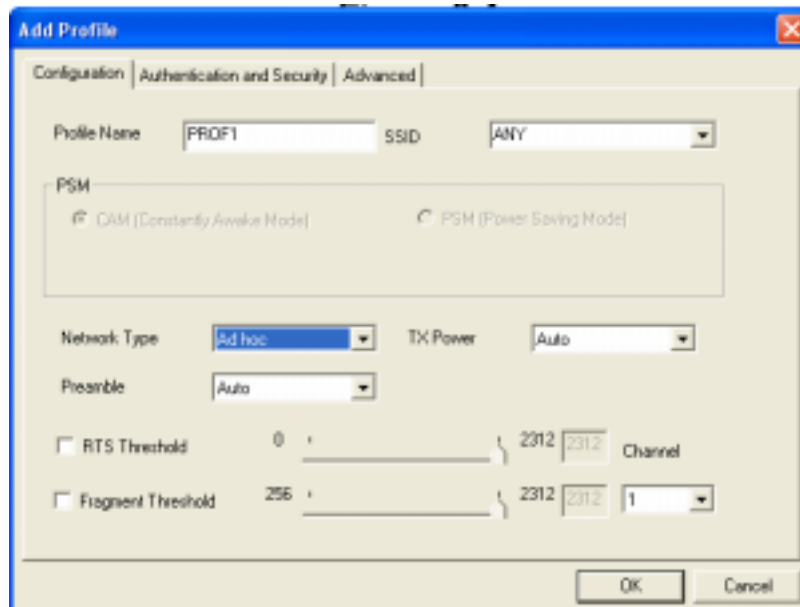 Add Profile
Configuration Authentication and Security Advanced
Profile Name PROF1 SSID ANY
PSM
CAM (Constantly Awake Mode) PSM (Power Saving Mode)
Network Type Ad hoc TX Power Auto
Preamble Auto
RTS Threshold 0 2312 2312 Channel
Fragment Threshold 256 2312 2312 1
OK Cancel